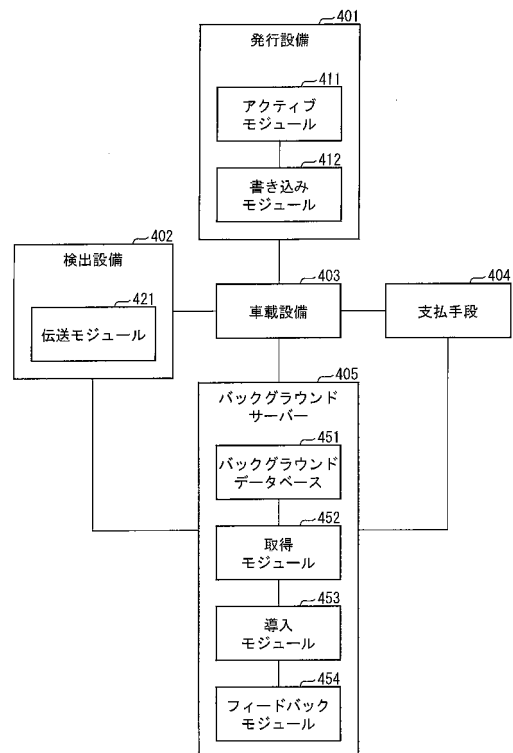 401
発行設備
411
アクティブ
モジュール
412
書き込み
モジュール
402
検出設備
421
伝送モジュール
403
車載設備
404
支払手段
405
バックグラウンド
サーバー
451
バックグラウンド
データベース
452
取得
モジュール
453
導入
モジュール
454
フィードバック
モジュール